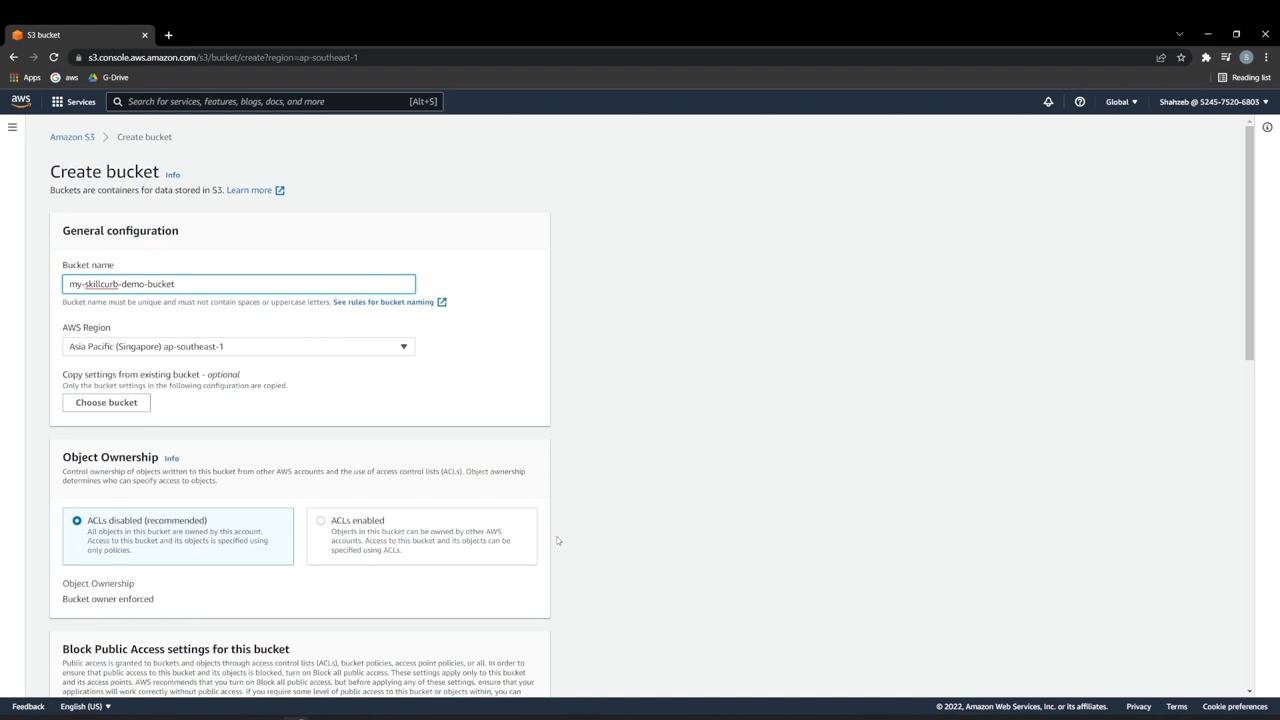 S3 bucket
s3.console.aws.amazon.com/s3/bucket/create?region=ap-southeast-1
Apps aws G-Drive Reading list
aws Services Search for services, features, blogs, docs, and more [Alt+S] Global Shahzeb @ 5245-7520-6803
Amazon S3 Create bucket
Create bucket Info
Buckets are containers for data stored in S3. Learn more
General configuration
Bucket name
my-skillcurb-demo-bucket
Bucket name must be unique and must not contain spaces or uppercase letters. See rules for bucket naming
AWS Region
Asia Pacific (Singapore) ap-southeast-1
Copy settings from existing bucket - optional
Only the bucket settings in the following configuration are copied.
Choose bucket
Object Ownership Info
Control ownership of objects written to this bucket from other AWS accounts and the use of access control lists (ACLs). Object ownership
determines who can specify access to objects.
ACLs disabled (recommended)
All objects in this bucket are owned by this account.
Access to this bucket and its objects is specified using
only policies.
ACLs enabled
Objects in this bucket can be owned by other AWS
accounts. Access to this bucket and its objects can be
specified using ACLs.
Object Ownership
Bucket owner enforced
Block Public Access settings for this bucket
Public access is granted to buckets and objects through access control lists (ACLs), bucket policies, access point policies, or all. In order to
ensure that public access to this bucket and its objects is blocked, turn on Block all public access. These settings apply only to this bucket
and its access points. AWS recommends that you turn on Block all public access, but before applying any of these settings, ensure that your
applications will work correctly without public access. If you require some level of public access to this bucket or objects within, you can
Feedback English (US) © 2022, Amazon Web Services, Inc. or its affiliates. Privacy Terms Cookie preferences